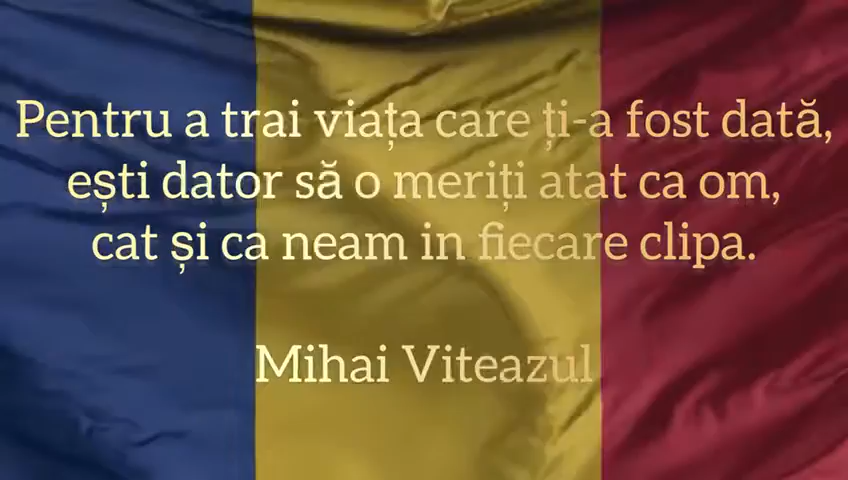 Pentru a trai viața care ți-a fost dată,
ești dator să o meriți atat ca om,
cat și ca neam in fiecare clipa.
Mihai Viteazul